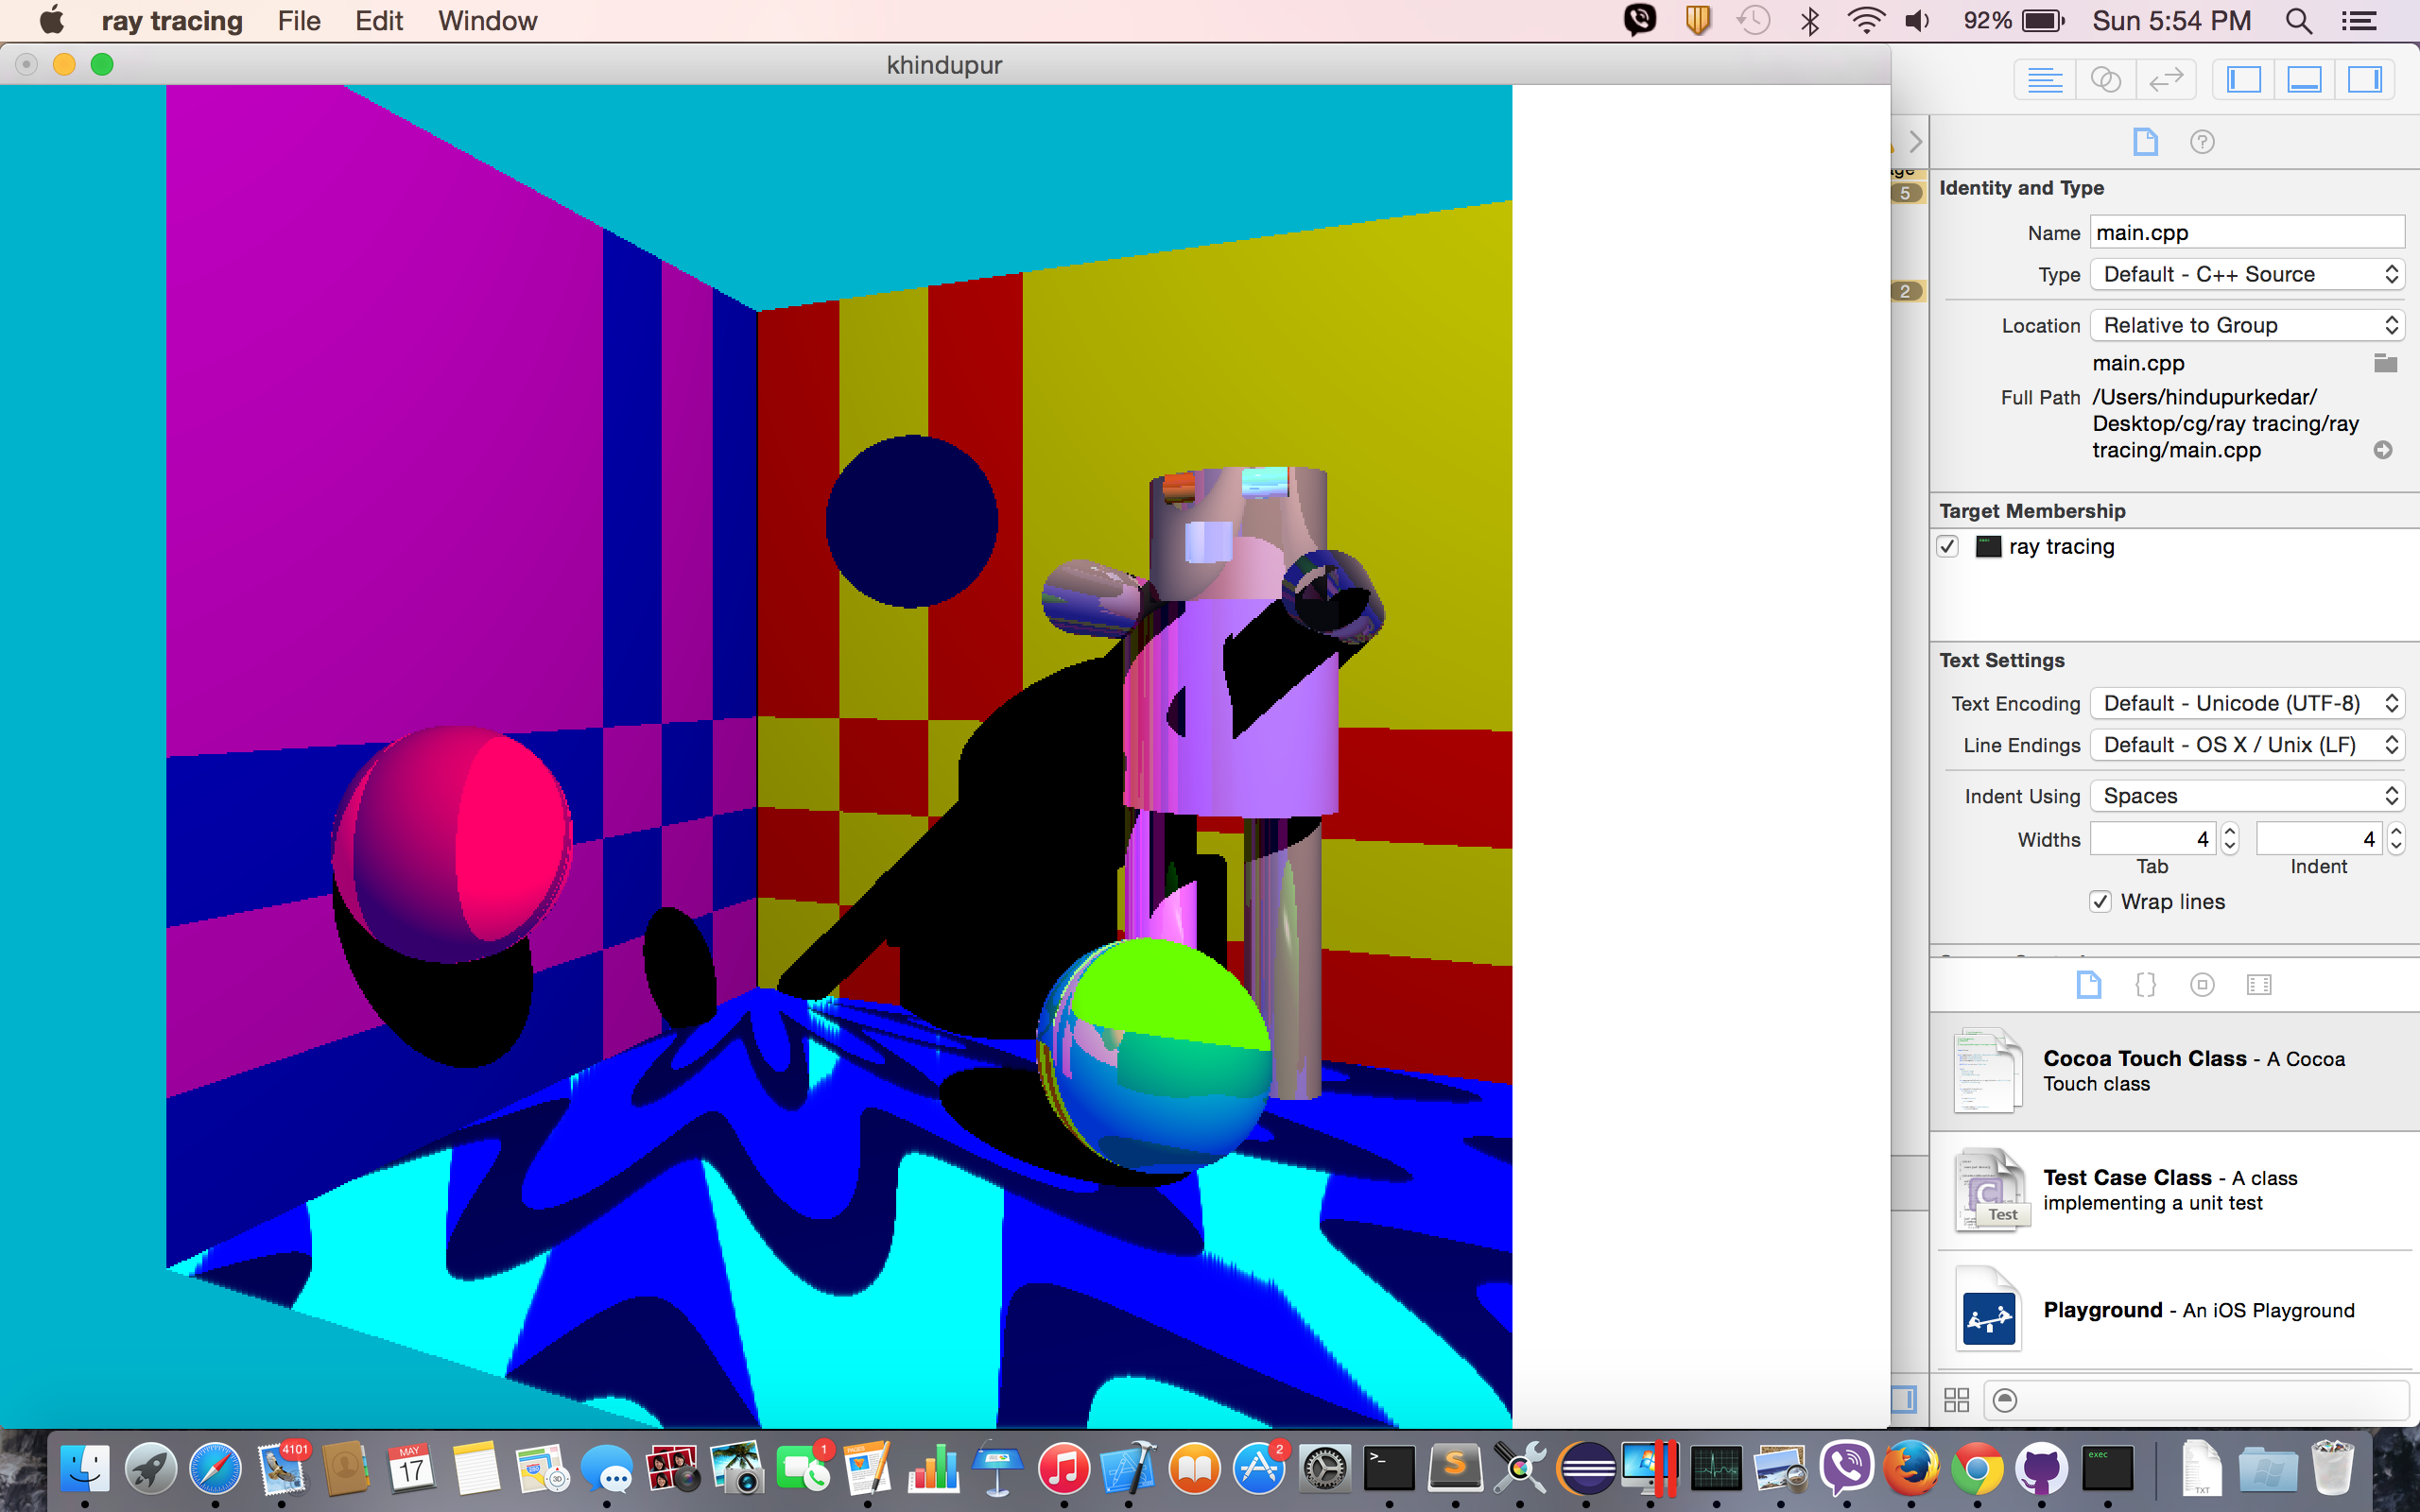 ray tracing File Edit Window 92% Sun 5:54 PM
khindupur
5
2
Identity and Type
Name main.cpp
Type Default - C++ Source
Location Relative to Group
main.cpp
Full Path /Users/hindupurkedar/
Desktop/cg/ray tracing/ray
tracing/main.cpp
Target Membership
ray tracing
Text Settings
Text Encoding Default - Unicode (UTF-8)
Line Endings Default - OS X / Unix (LF)
Indent Using Spaces
Widths 4 4
Tab Indent
Wrap lines
{}
Cocoa Touch Class - A Cocoa
Touch class
C
Test
Test Case Class - A class
implementing a unit test
Playground - An iOS Playground
4101
MAY
17
1
PAGES
2
>_
S
exec
TXT